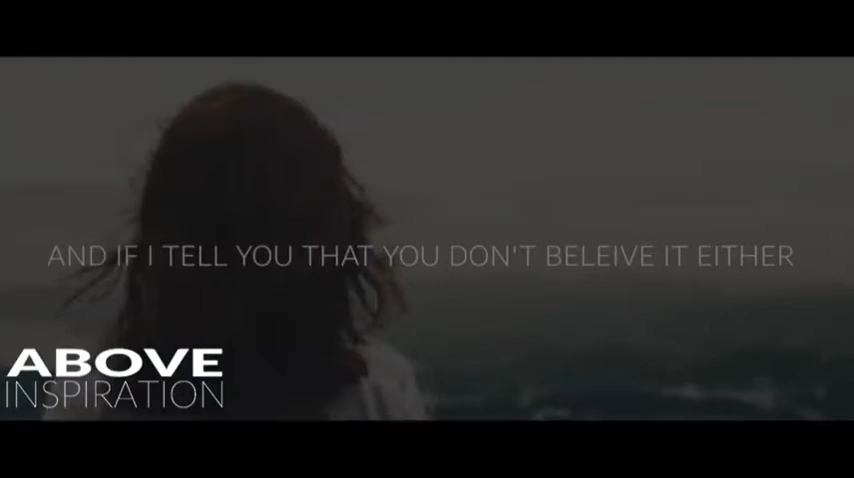 AND IF I TELL YOU THAT YOU DON'T BELEIVE IT EITHER
ABOVE
INSPIRATION